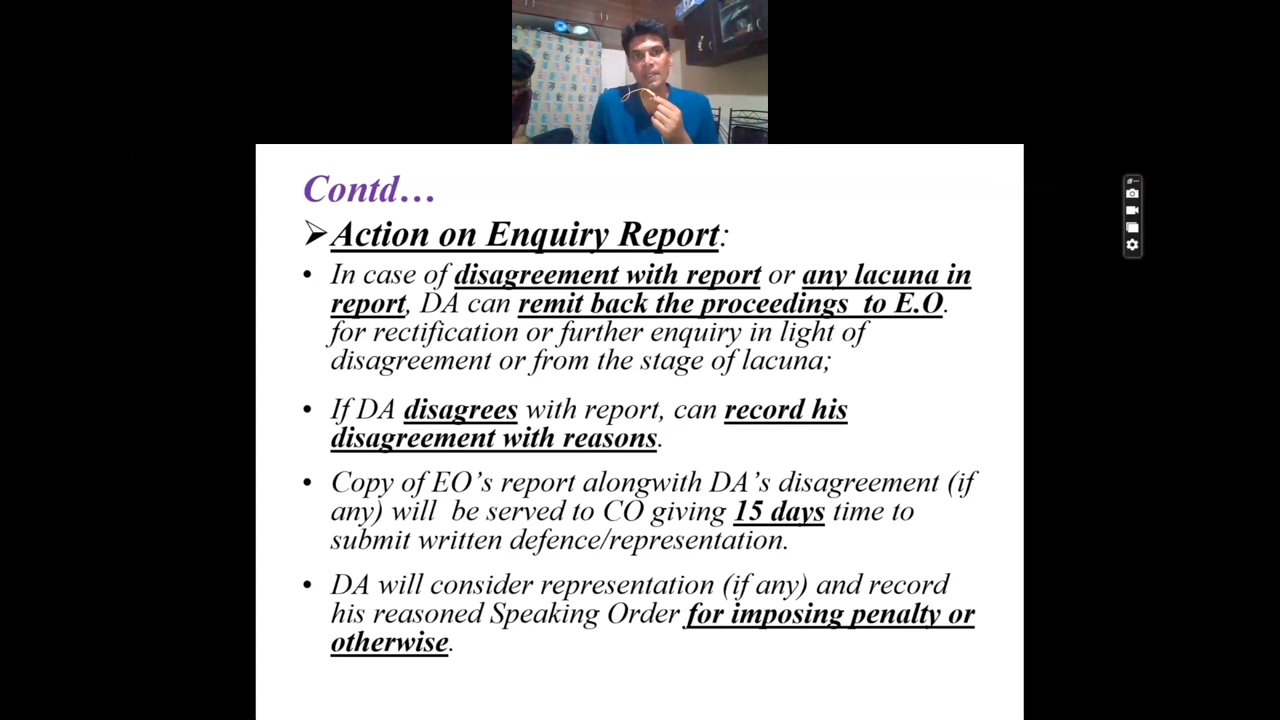 Contd…
➢Action on Enquiry Report:
• In case of disagreement with report or any lacuna in
report, DA can remit back the proceedings to E.O.
for rectification or further enquiry in light of
disagreement or from the stage of lacuna;
• If DA disagrees with report, can record his
disagreement with reasons.
• Copy of EO’s report alongwith DA’s disagreement (if
any) will be served to CO giving 15 days time to
submit written defence/representation.
• DA will consider representation (if any) and record
his reasoned Speaking Order for imposing penalty or
otherwise.